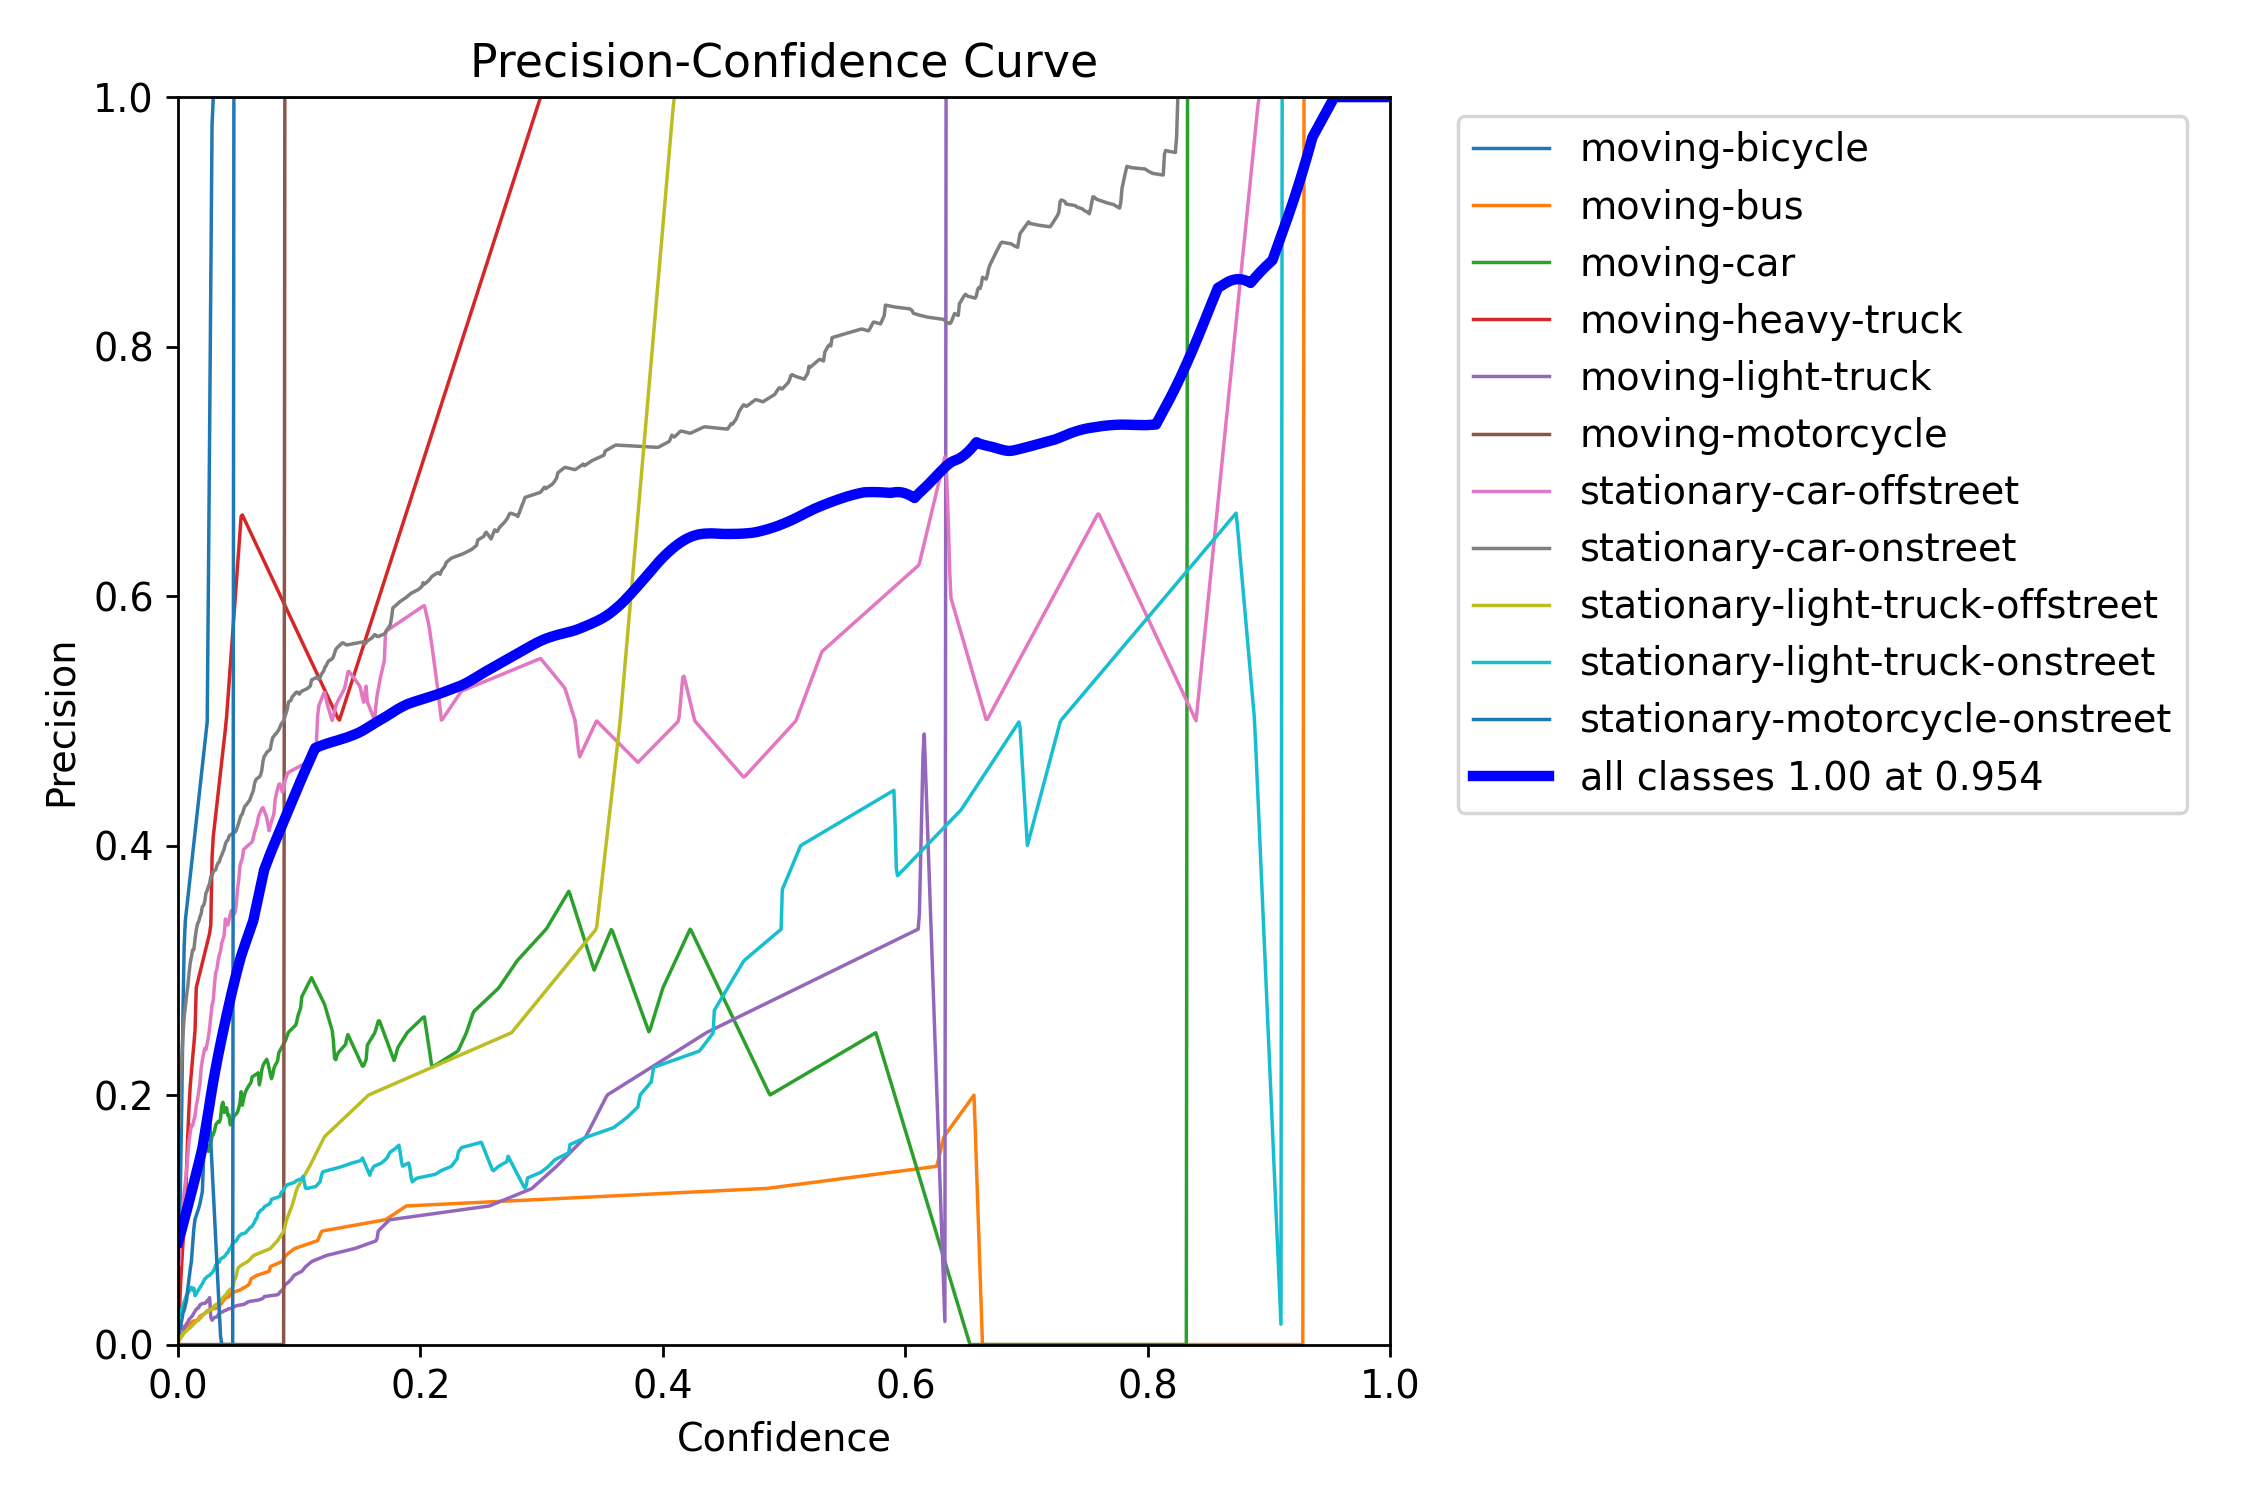 Precision-Confidence Curve
1.0
0.8
0.6
0.4
0.2
0.0
Precision
0.0 0.2 0.4 0.6 0.8 1.0
Confidence
moving-bicycle
moving-bus
moving-car
moving-heavy-truck
moving-light-truck
moving-motorcycle
stationary-car-offstreet
stationary-car-onstreet
stationary-light-truck-offstreet
stationary-light-truck-onstreet
stationary-motorcycle-onstreet
all classes 1.00 at 0.954